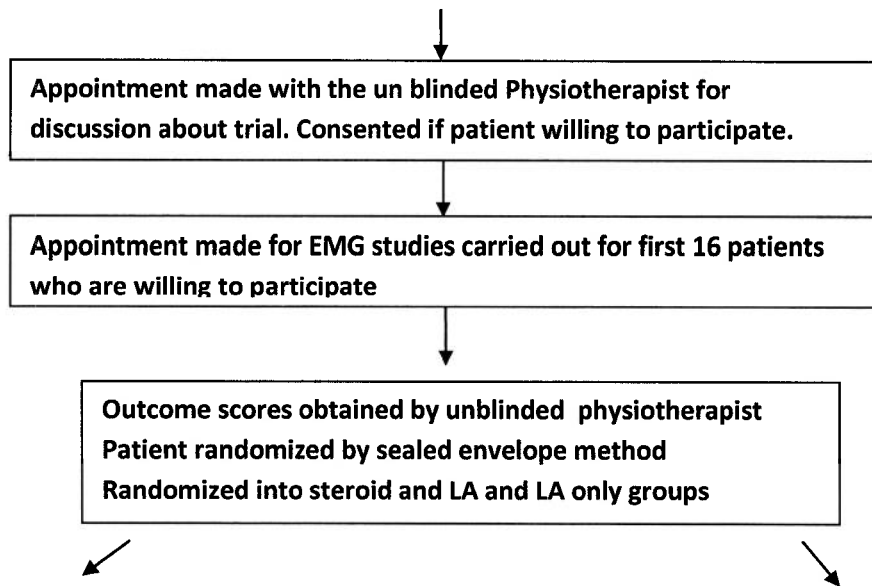 Appointment made with the un blinded Physiotherapist for
discussion about trial. Consented if patient willing to participate.
Appointment made for EMG studies carried out for first 16 patients
who are willing to participate
Outcome scores obtained by unblinded physiotherapist
Patient randomized by sealed envelope method
Randomized into steroid and LA and LA only groups